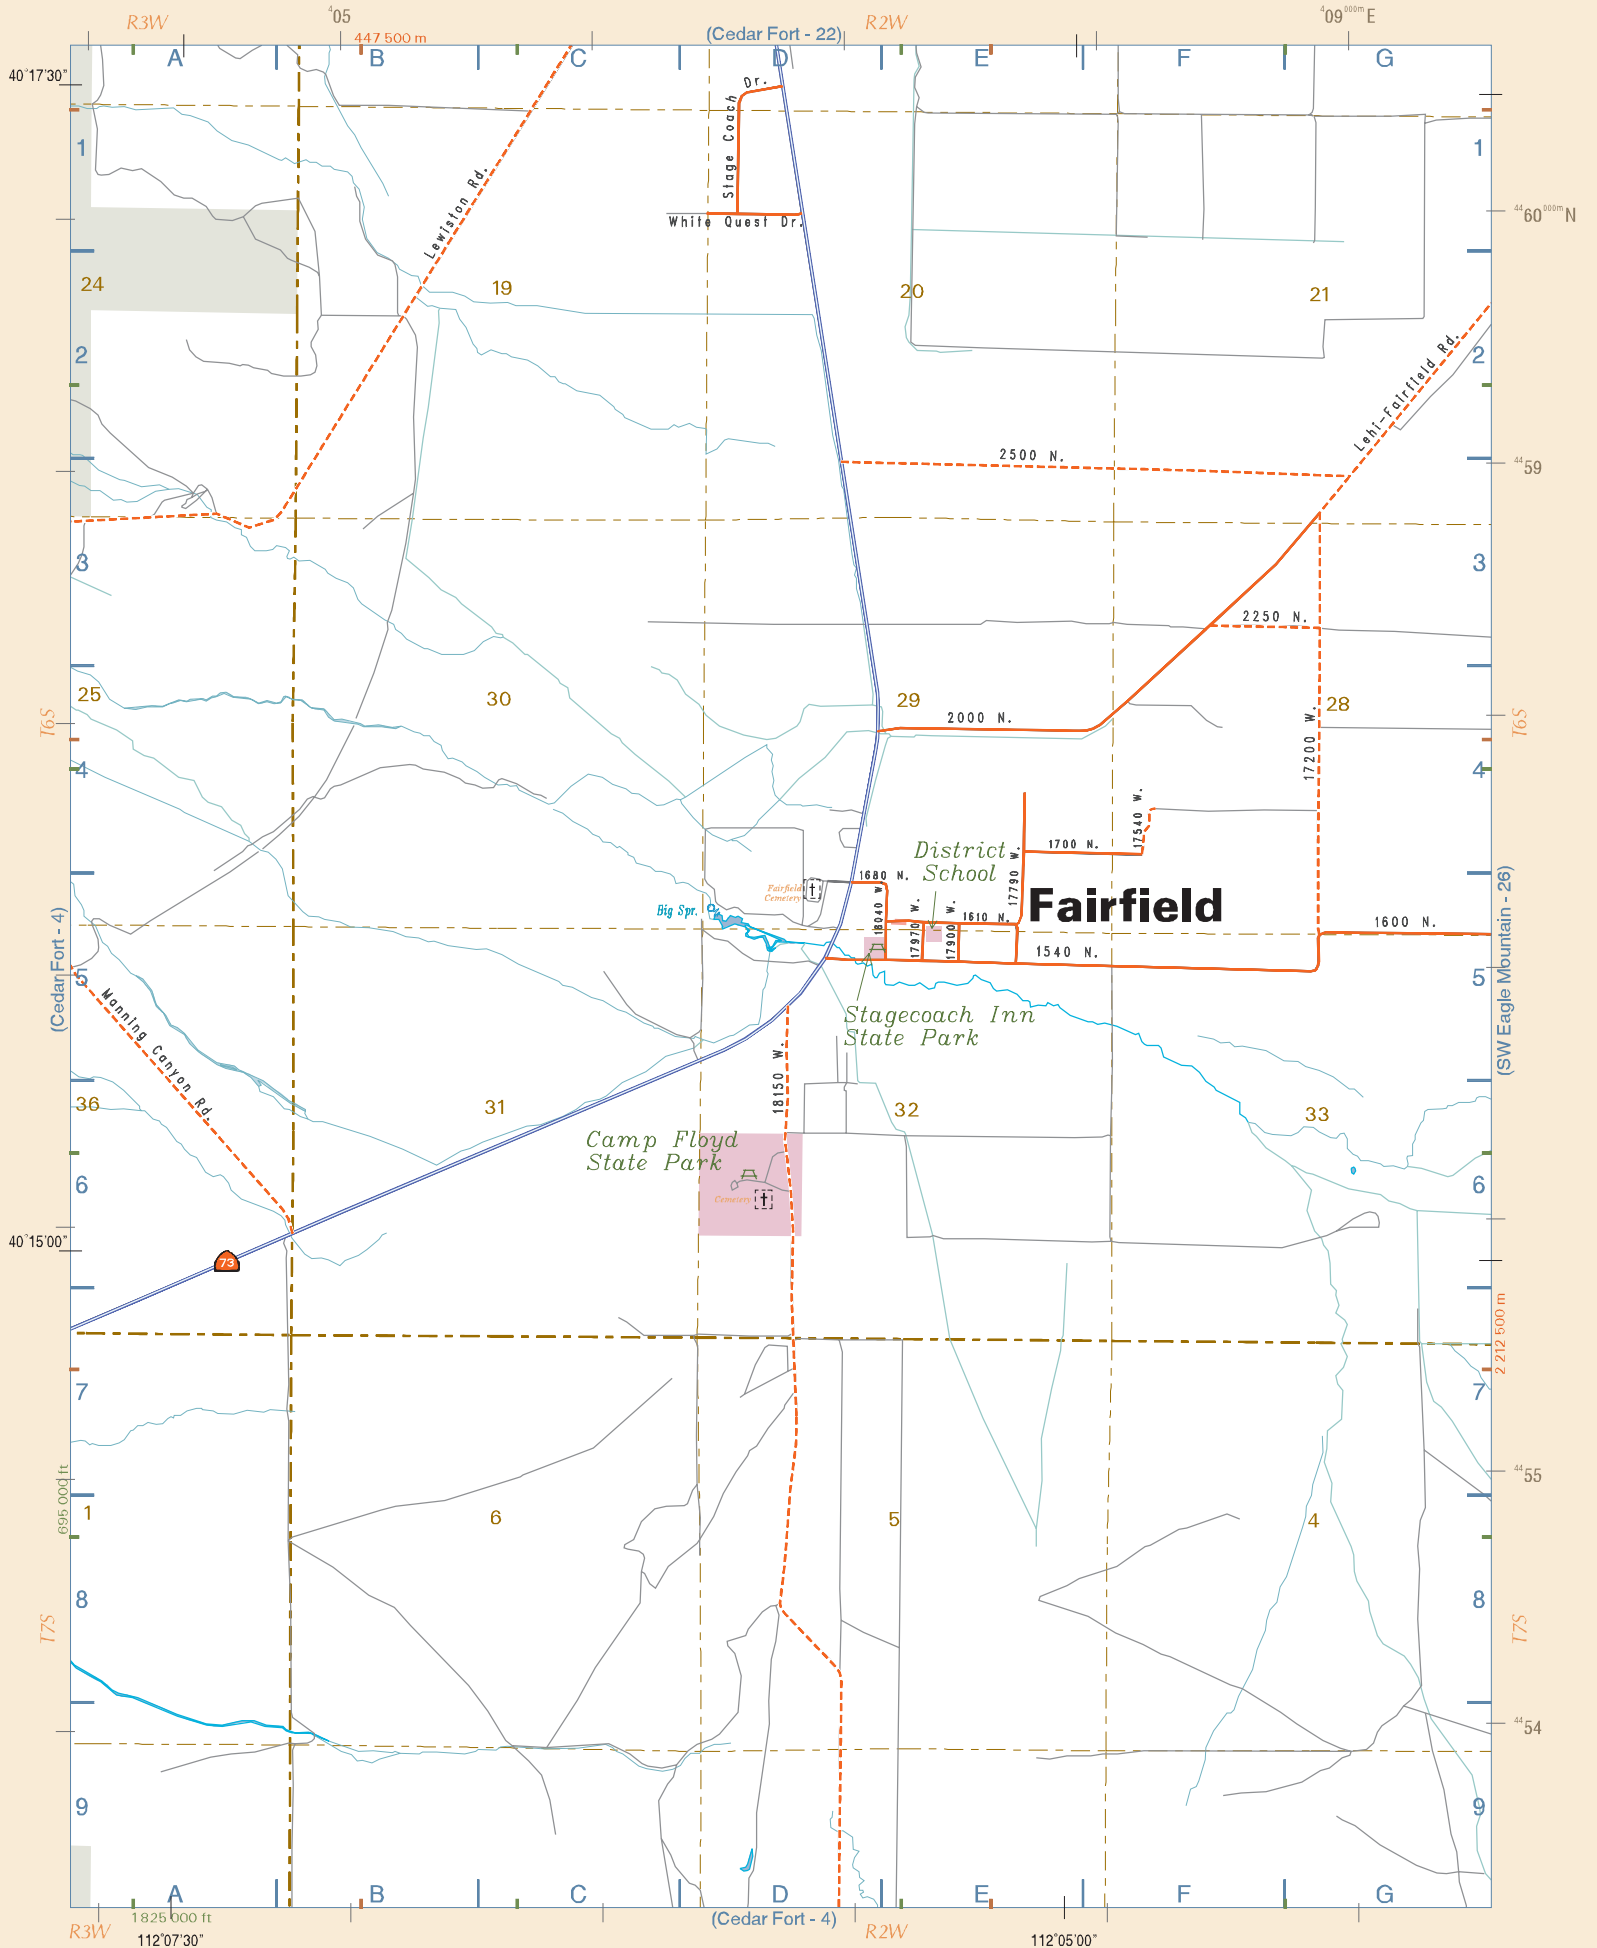 R3W
⁴05
447 500 m
(Cedar Fort - 22)
R2W
⁴09⁰⁰⁰ᵐE
40°17'30"
A
B
C
D
E
F
G
Dr.
Stage Coach
White Quest Dr.
Lewiston Rd.
1
1
⁴⁴60⁰⁰⁰ᵐN
24
19
20
21
2
2
Lehi-Fairfield Rd.
2500 N.
⁴⁴59
3
3
2250 N.
25
30
29
28
T6S
T6S
2000 N.
17200 W.
4
4
17540 W.
District
School
1700 N.
17790 W.
1680 N.
Fairfield
Cemetery
Big Spr.
18040 W.
17970 W.
17900 W.
1610 N.
Fairfield
1600 N.
1540 N.
(Cedar Fort - 4)
(SW Eagle Mountain - 26)
5
5
Manning Canyon Rd.
Stagecoach Inn
State Park
18150 W.
36
31
32
33
Camp Floyd
State Park
Cemetery
6
6
40°15'00"
73
2 212 500 m
7
7
⁴⁴55
695 000 ft
1
6
5
4
8
8
T7S
T7S
⁴⁴54
9
9
A
B
C
D
E
F
G
1 825 000 ft
R3W
(Cedar Fort - 4)
R2W
112°07'30"
112°05'00"